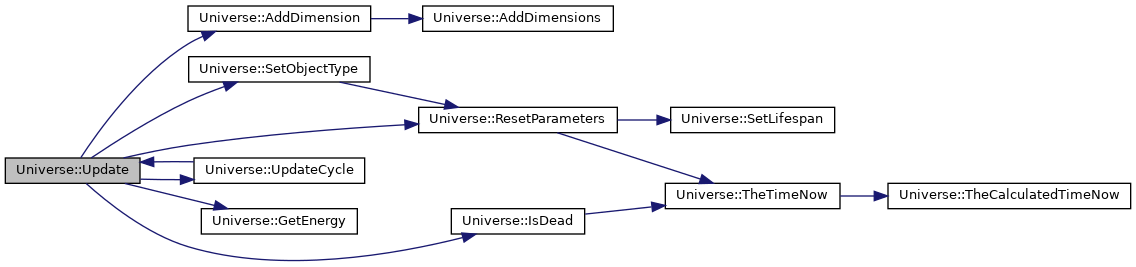 Universe::AddDimension
Universe::AddDimensions
Universe::SetObjectType
Universe::ResetParameters
Universe::SetLifespan
Universe::Update
Universe::UpdateCycle
Universe::TheTimeNow
Universe::TheCalculatedTimeNow
Universe::GetEnergy
Universe::IsDead